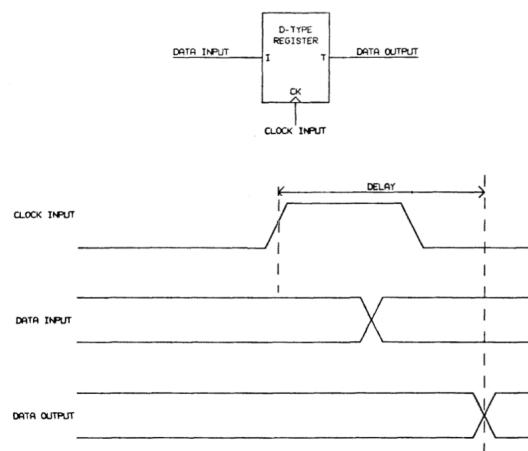 D-TYPE
REGISTER
DATA INPUT
DATA OUTPUT
I
T
CK
CLOCK INPUT
DELAY
CLOCK INPUT
DATA INPUT
DATA OUTPUT